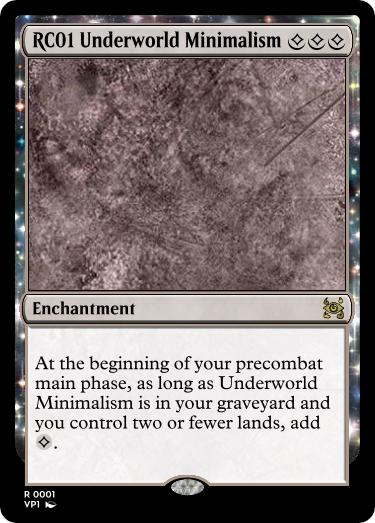 RC01 Underworld Minimalism
Enchantment
At the beginning of your precombat
main phase, as long as Underworld
Minimalism is in your graveyard and
you control two or fewer lands, add
.
R 0001
VP1